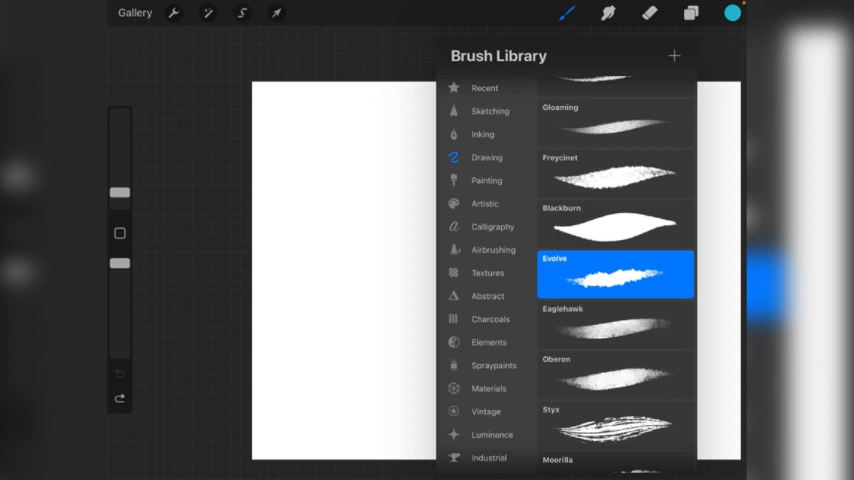 Gallery
Brush Library
Recent
Sketching
Inking
Drawing
Painting
Artistic
Calligraphy
Airbrushing
Textures
Abstract
Charcoals
Elements
Spraypaints
Materials
Vintage
Luminance
Industrial
Gloaming
Freycinet
Blackburn
Evolve
Eaglehawk
Oberon
Styx
Moorilla